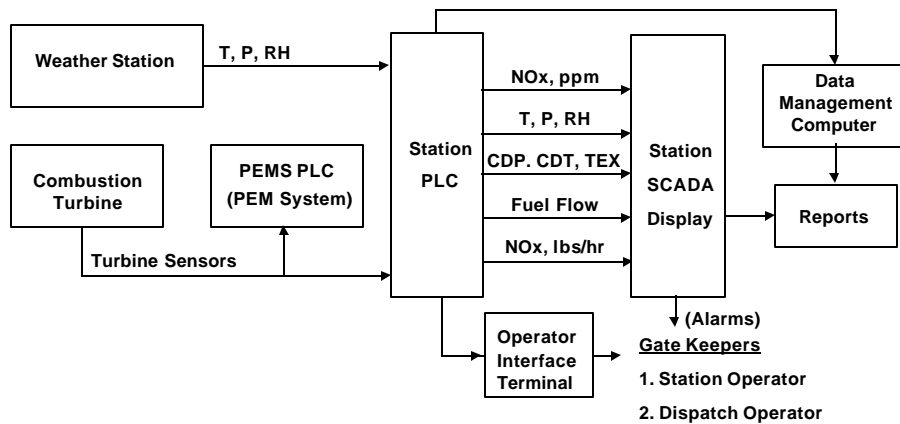 Weather Station
T, P, RH
Combustion
Turbine
PEMS PLC
(PEM System)
Turbine Sensors
Station
PLC
NOx, ppm
T, P, RH
CDP. CDT, TEX
Fuel Flow
NOx, lbs/hr
Station
SCADA
Display
Data
Management
Computer
Reports
Operator
Interface
Terminal
(Alarms)
Gate Keepers
1. Station Operator
2. Dispatch Operator